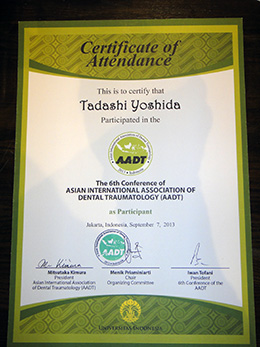 Certificate of
Attendance
This is to certify that
Tadashi Yoshida
Participated in the
AADT
The 6th Conference of
ASIAN INTERNATIONAL ASSOCIATION OF
DENTAL TRAUMATOLOGY (AADT)
as Participant
Jakarta, Indonesia, September 7, 2013
AADT
Mitsutaka Kimura
President
Asian International Association
of Dental Traumatology (AADT)
Menik Priaminiarti
Chair
Organizing Committee
Iwan Tofani
President
6th Conference of the
AADT
UNIVERSITAS INDONESIA